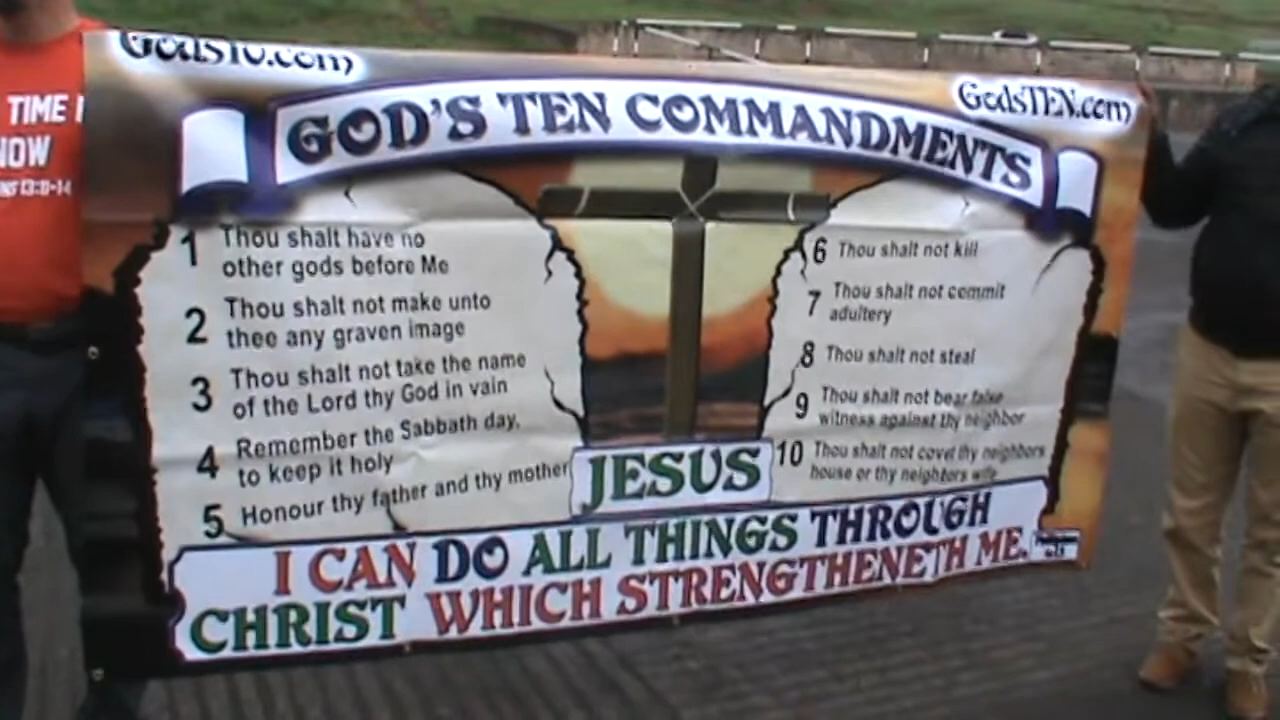 TIME
NOW
13:11-14
GodsTEN.com
GOD'S TEN COMMANDMENTS
1 Thou shalt have no
other gods before Me
2 Thou shalt not make unto
thee any graven image
3 Thou shalt not take the name
of the Lord thy God in vain
4 Remember the Sabbath day,
to keep it holy
5 Honour thy father and thy mother
6 Thou shalt not kill
7 Thou shalt not commit
adultery
8 Thou shalt not steal
9 Thou shalt not bear false
witness against thy neighbor
10 Thou shalt not covet thy neighbors
house or thy neighbors wife
JESUS
I CAN DO ALL THINGS THROUGH
CHRIST WHICH STRENGTHENETH ME.